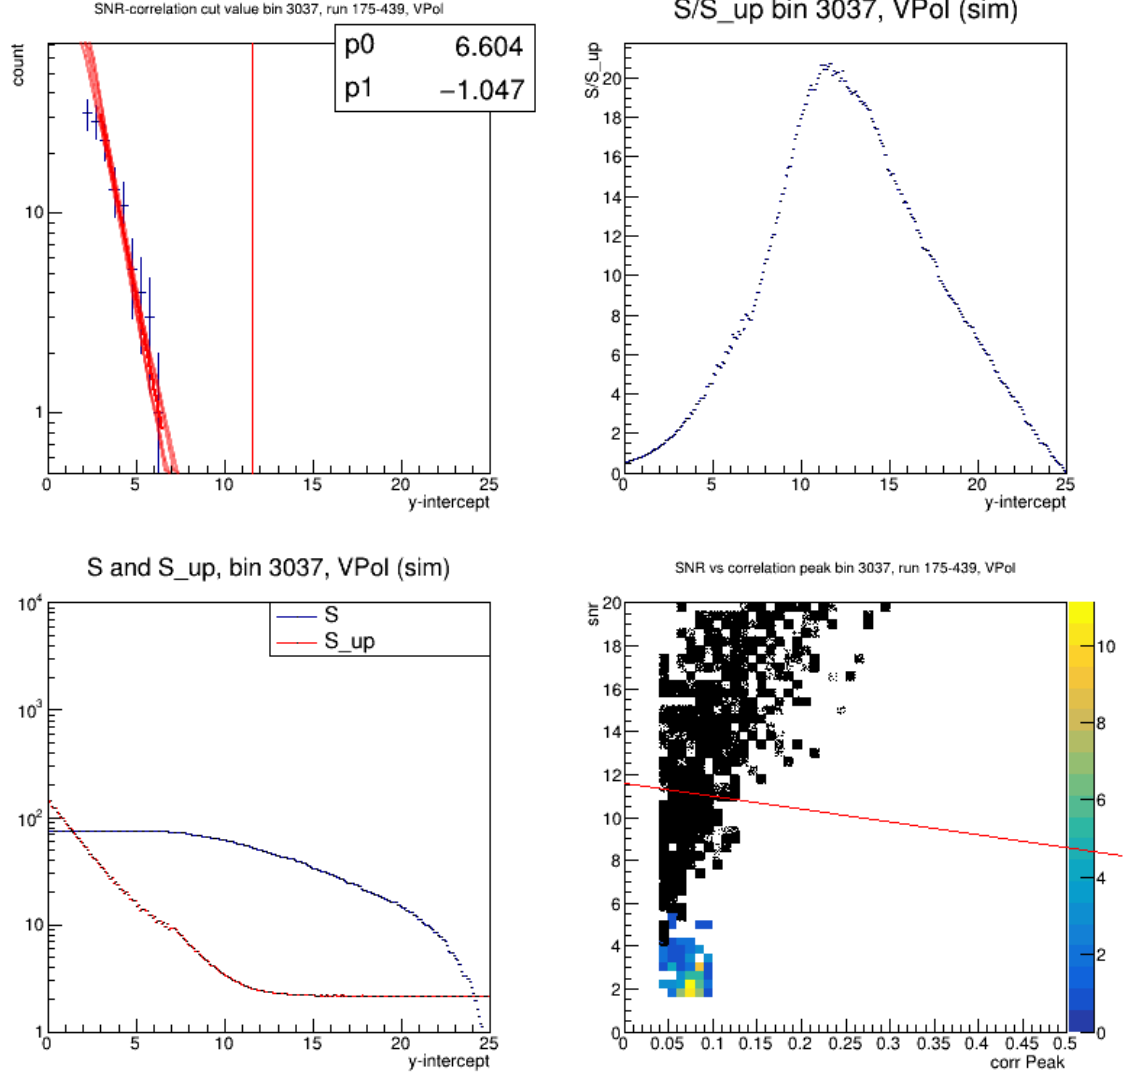 SNR-correlation cut value bin 3037, run 175-439, VPol
count
p0 6.604
p1 −1.047
10
1
0 5 10 15 20 25
y-intercept
S/S_up bin 3037, VPol (sim)
S/S_up
20
18
16
14
12
10
8
6
4
2
0
0 5 10 15 20 25
y-intercept
S and S_up, bin 3037, VPol (sim)
S
S_up
10^4
10^3
10^2
10
1
0 5 10 15 20 25
y-intercept
SNR vs correlation peak bin 3037, run 175-439, VPol
snr
20
18
16
14
12
10
8
6
4
2
0
0 0.05 0.1 0.15 0.2 0.25 0.3 0.35 0.4 0.45 0.5
corr Peak
10
8
6
4
2
0